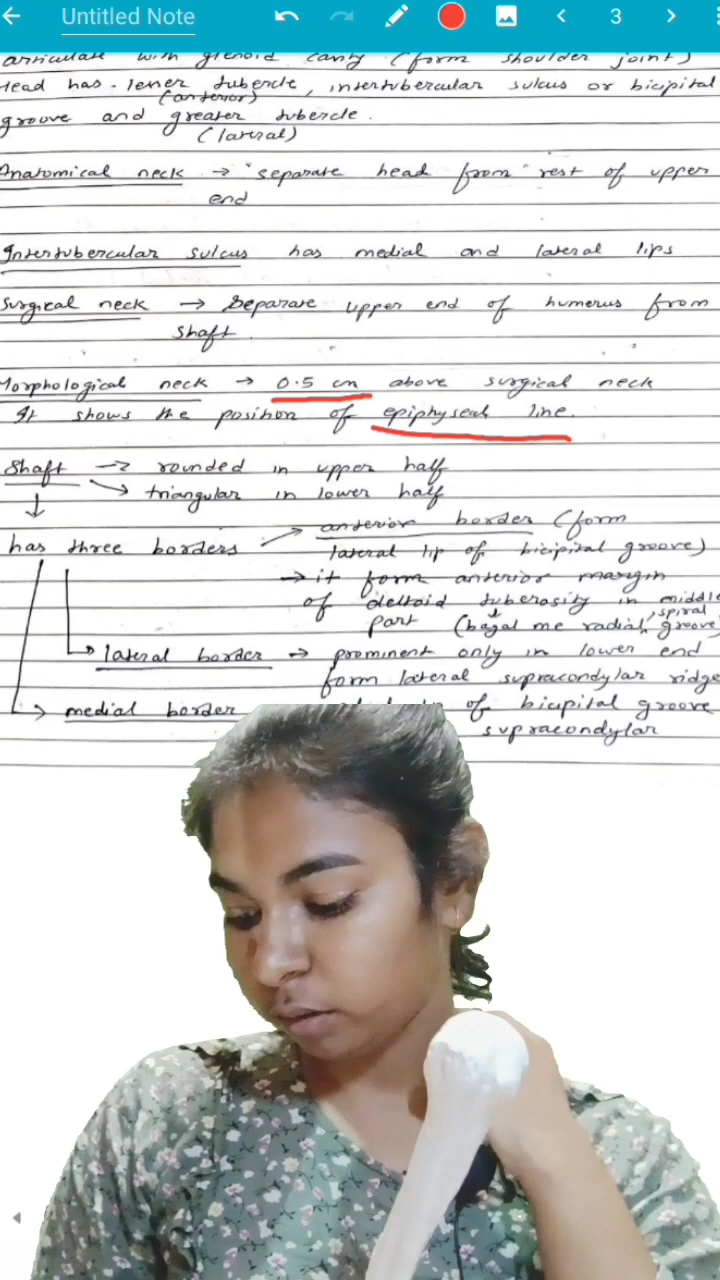 Untitled Note
3
articulate with glenoid cavity (form shoulder joint)
Head has - lesser tubercle, intertubercular sulcus or bicipital
(anterior)
groove and greater tubercle.
(lateral)
Anatomical neck → separate head from rest of upper
end
Intertubercular sulcus has medial and lateral lips
Surgical neck → Separate upper end of humerus from
shaft.
Morphological neck → 0.5 cm above surgical neck
It shows the position of epiphyseal line.
Shaft → rounded in upper half
→ triangular in lower half
has three borders → anterior border (form
lateral lip of bicipital groove)
→ it form anterior margin
of deltoid tuberosity in middle
part (bagal me radial, spiral groove)
→ lateral border → prominent only in lower end
form lateral supracondylar ridge
→ medial border of bicipital groove
supracondylar